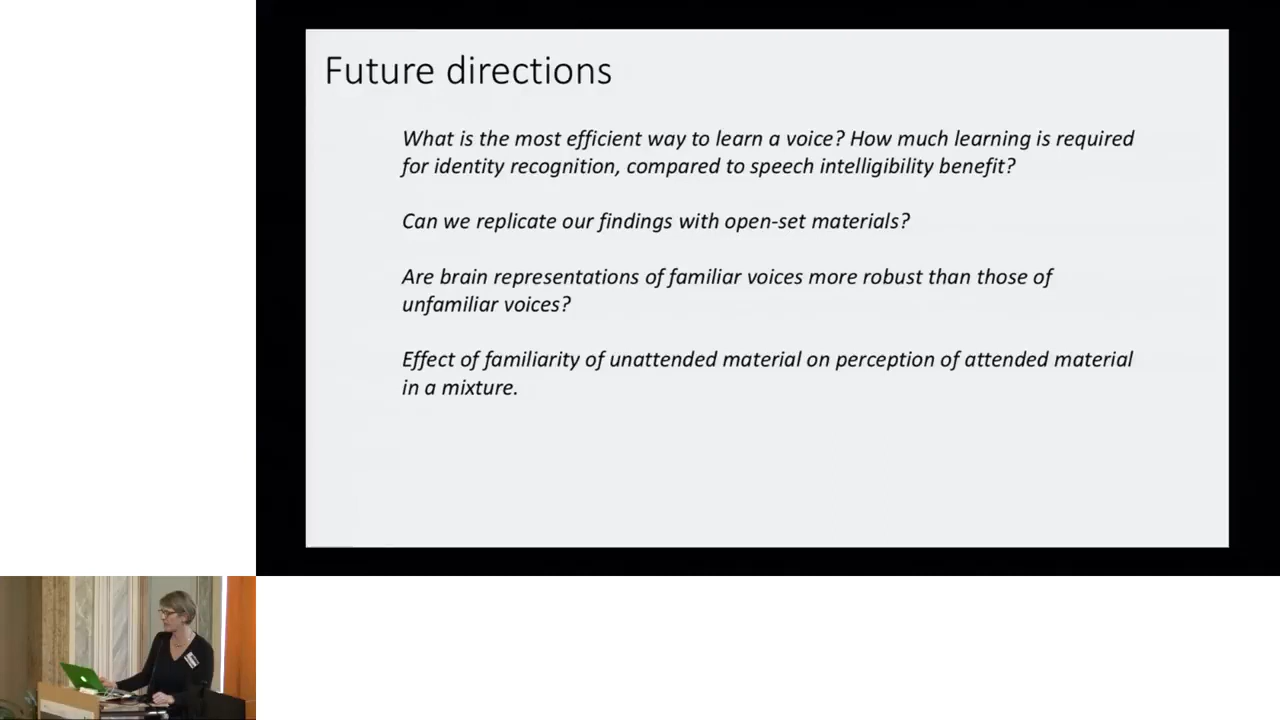 Future directions
What is the most efficient way to learn a voice? How much learning is required
for identity recognition, compared to speech intelligibility benefit?
Can we replicate our findings with open-set materials?
Are brain representations of familiar voices more robust than those of
unfamiliar voices?
Effect of familiarity of unattended material on perception of attended material
in a mixture.